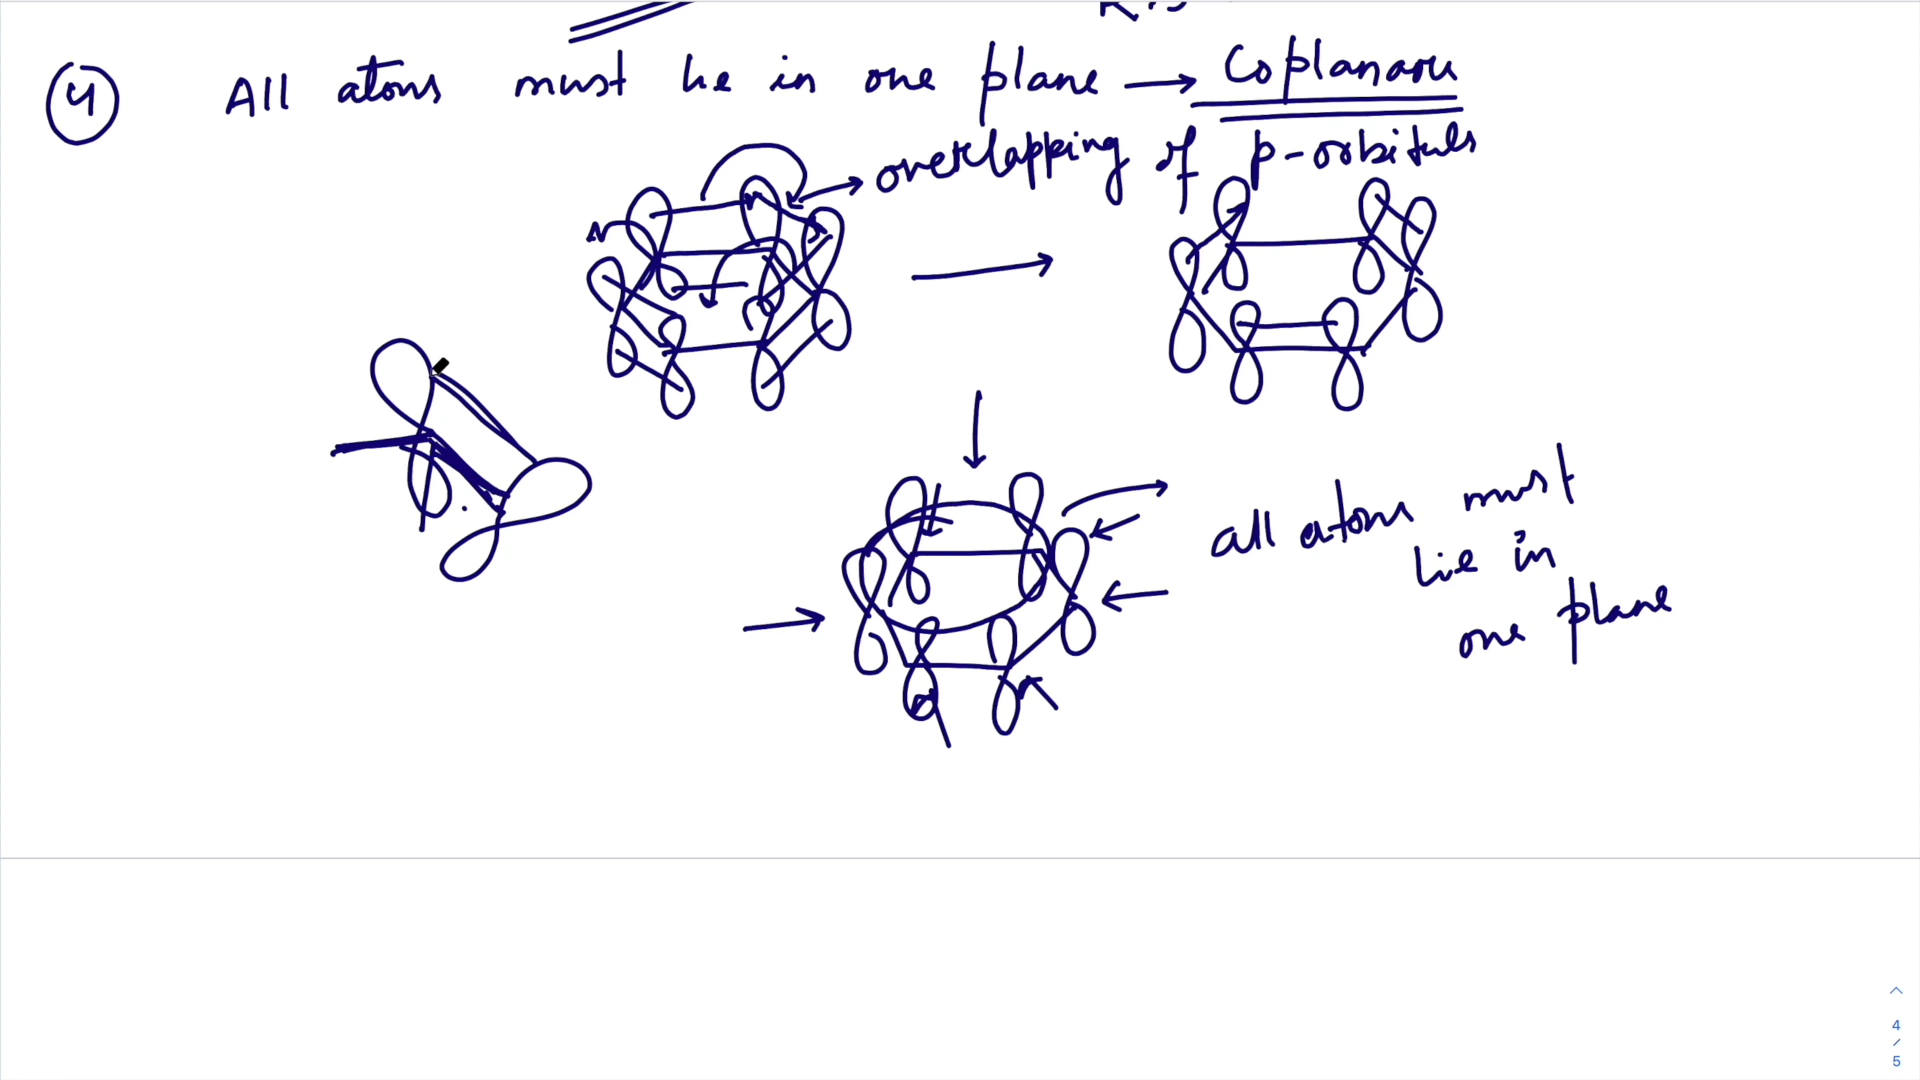 ④ All atoms must lie in one plane → Coplanar
→ overlapping of p-orbitals
all atoms must
lie in
one plane
4
/
5